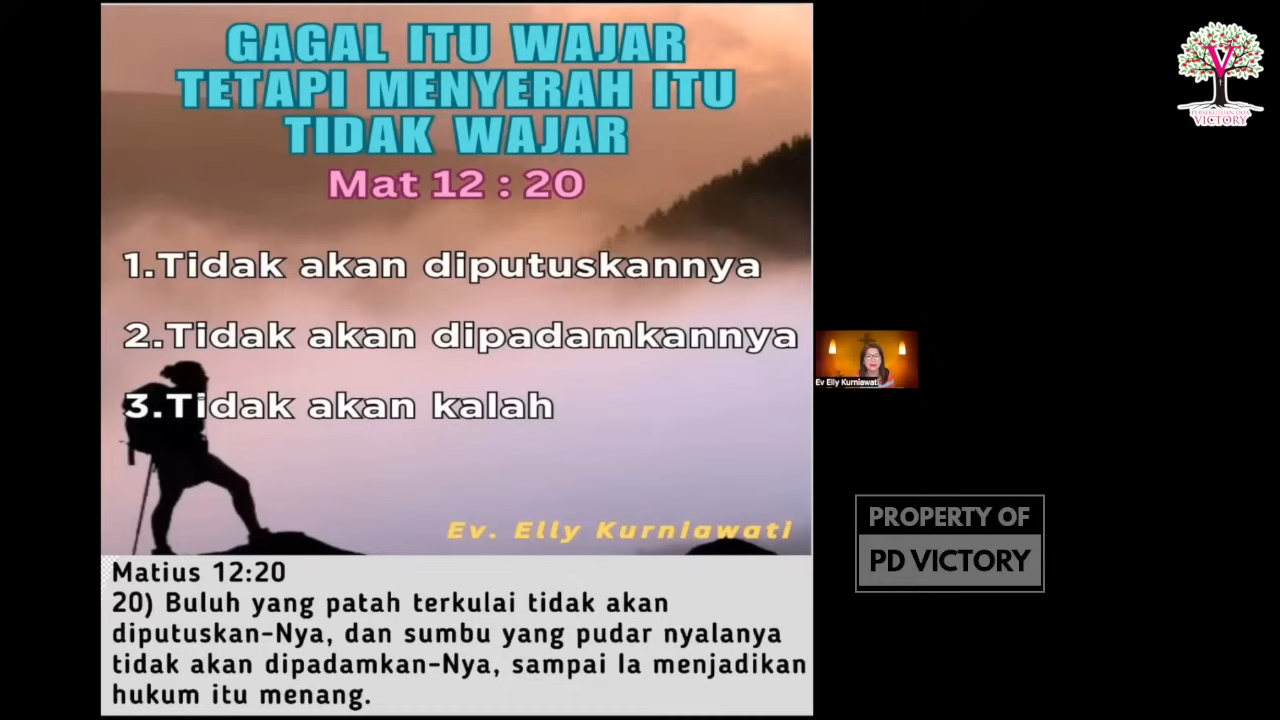 GAGAL ITU WAJAR
TETAPI MENYERAH ITU
TIDAK WAJAR
Mat 12 : 20
1.Tidak akan diputuskannya
2.Tidak akan dipadamkannya
3.Tidak akan kalah
Ev. Elly Kurniawati
Matius 12:20
20) Buluh yang patah terkulai tidak akan
diputuskan-Nya, dan sumbu yang pudar nyalanya
tidak akan dipadamkan-Nya, sampai Ia menjadikan
hukum itu menang.
Ev Elly Kurniawati
V
PERSEKUTUAN DOA
VICTORY
PROPERTY OF
PD VICTORY